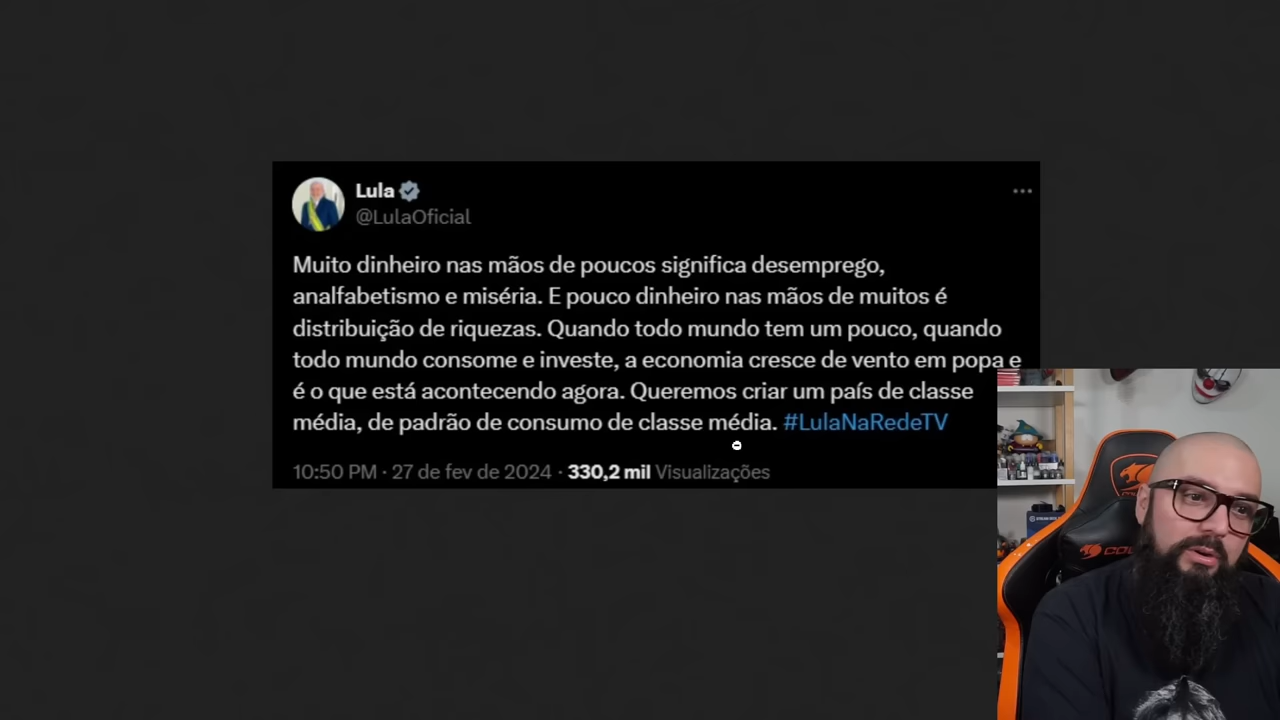 Lula
@LulaOficial
Muito dinheiro nas mãos de poucos significa desemprego,
analfabetismo e miséria. E pouco dinheiro nas mãos de muitos é
distribuição de riquezas. Quando todo mundo tem um pouco, quando
todo mundo consome e investe, a economia cresce de vento em popa e
é o que está acontecendo agora. Queremos criar um país de classe
média, de padrão de consumo de classe média. #LulaNaRedeTV
10:50 PM · 27 de fev de 2024 · 330,2 mil Visualizações